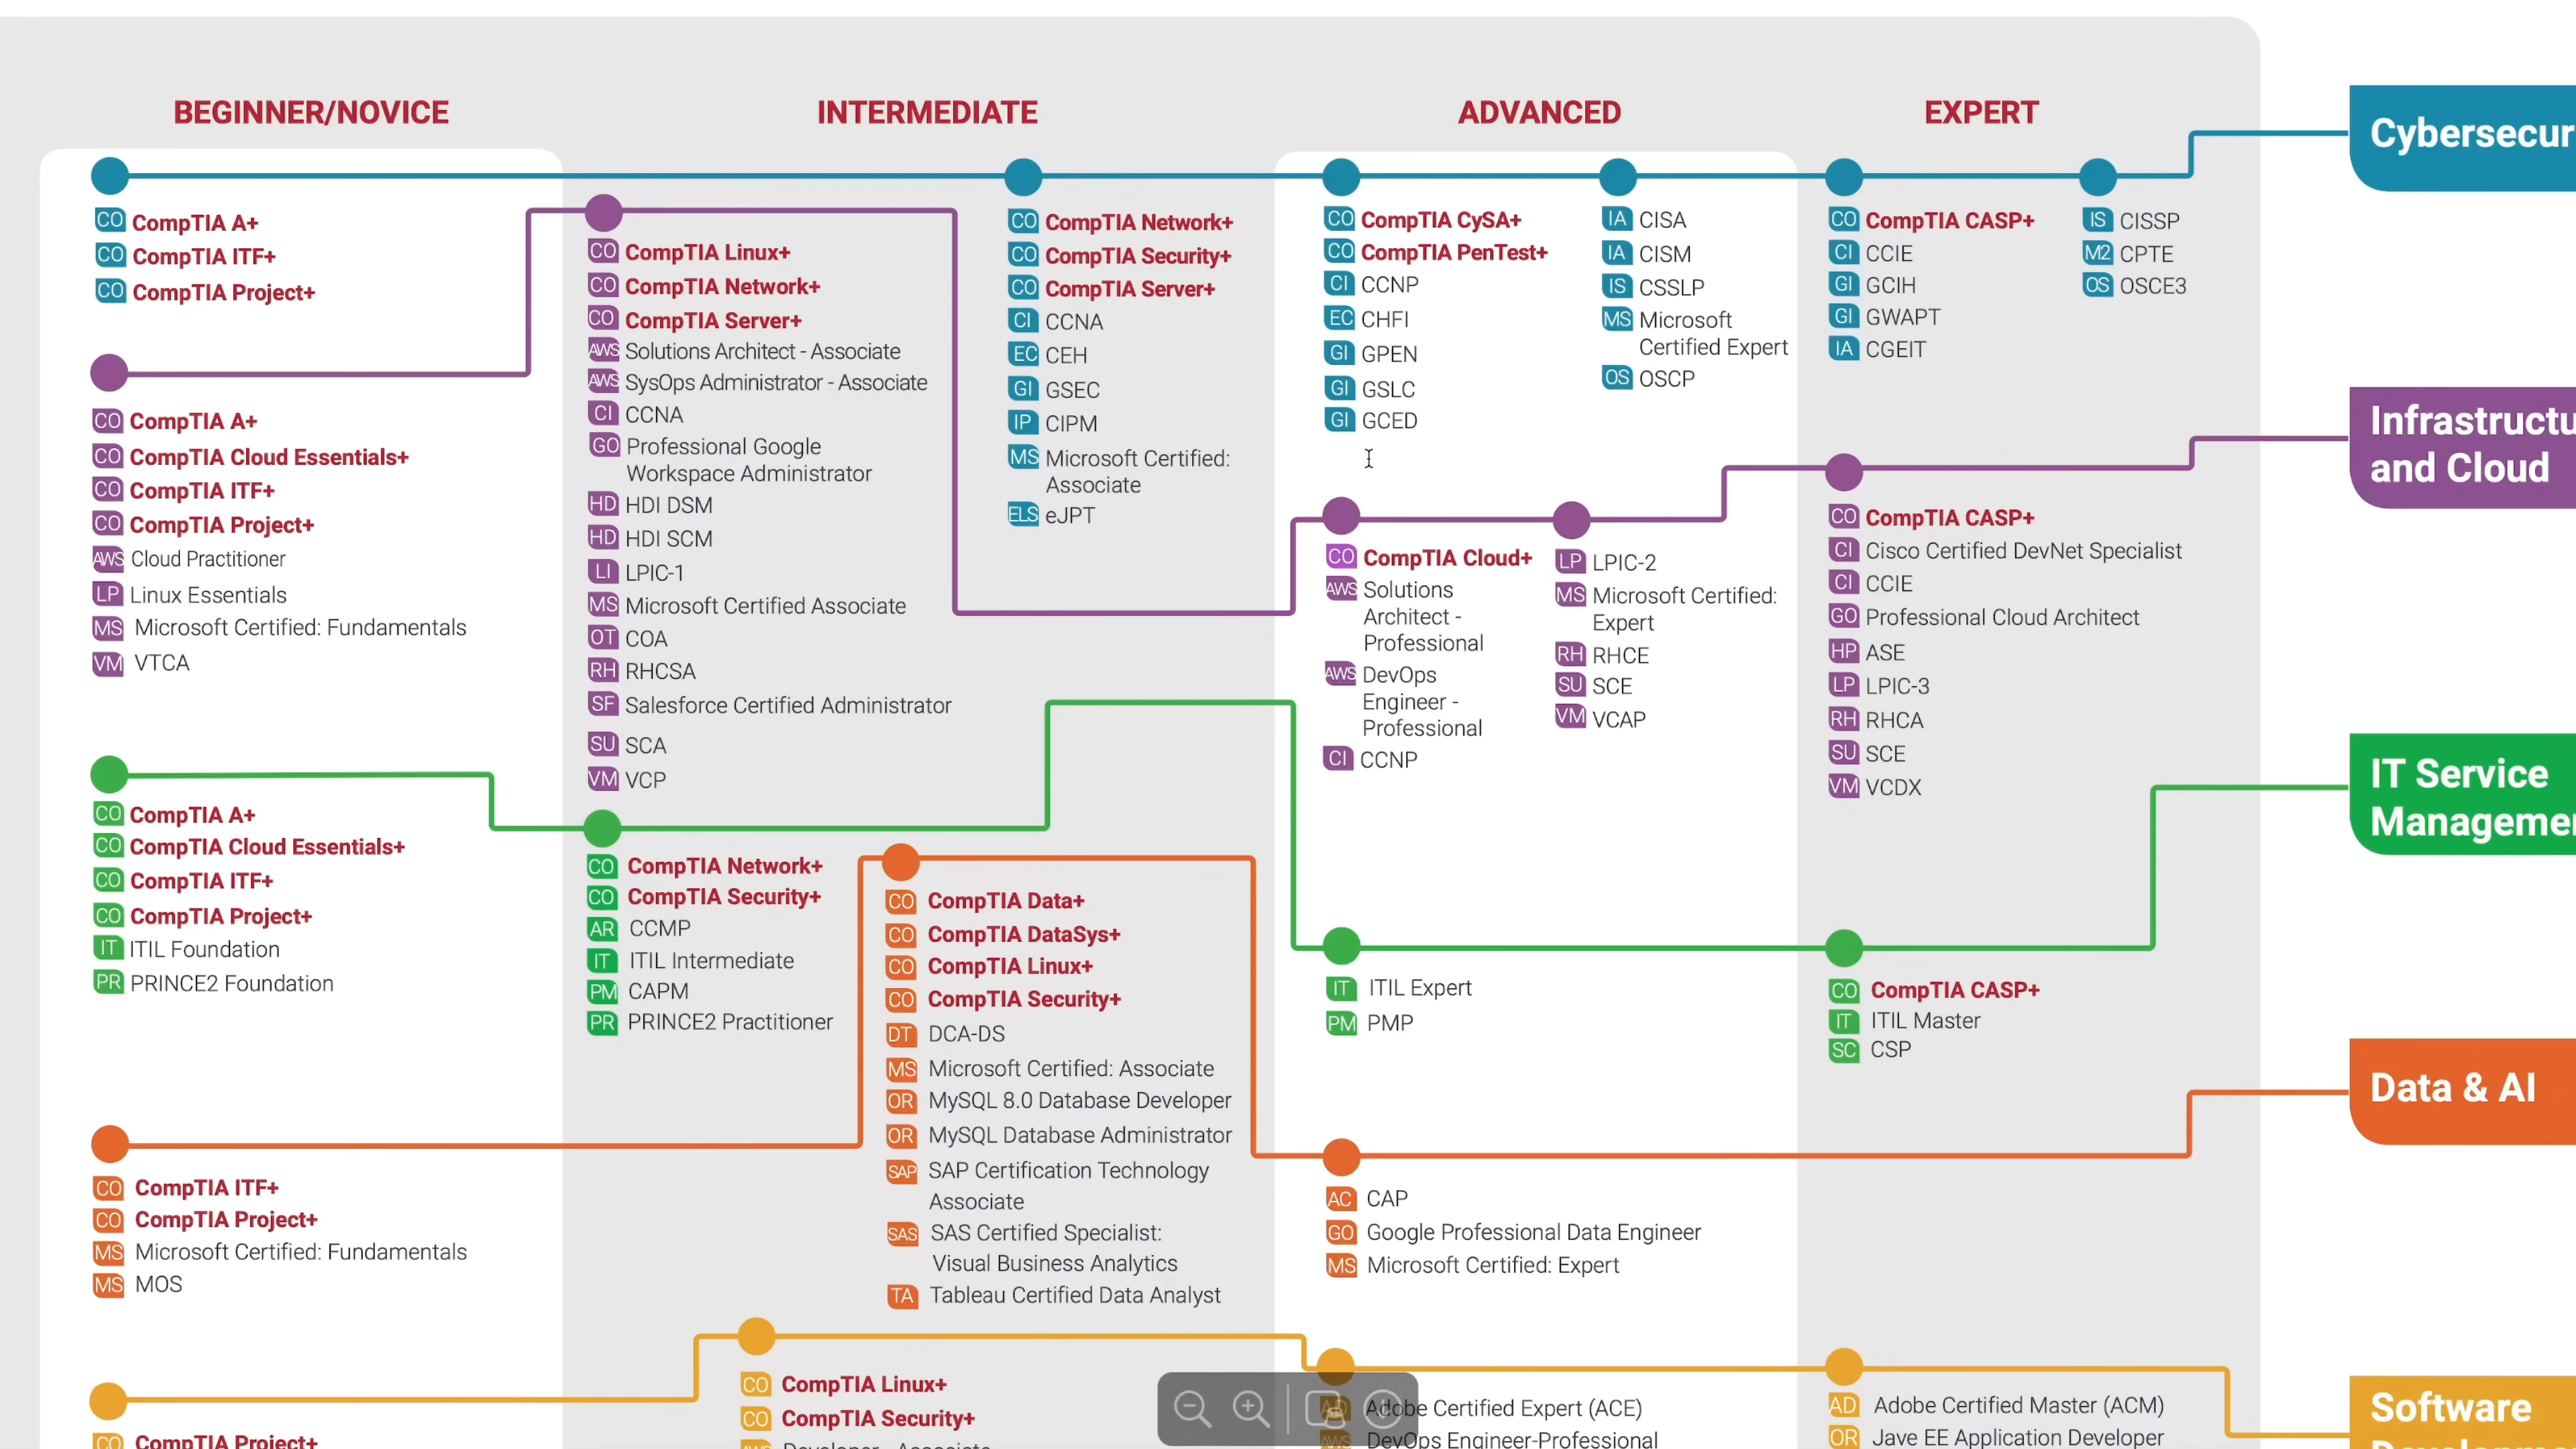 BEGINNER/NOVICE
INTERMEDIATE
ADVANCED
EXPERT
Cybersecur
CO CompTIA A+
CO CompTIA ITF+
CO CompTIA Project+
CO CompTIA Network+
CO CompTIA Security+
CO CompTIA Server+
CI CCNA
EC CEH
GI GSEC
IP CIPM
MS Microsoft Certified:
Associate
ELS eJPT
CO CompTIA CySA+
CO CompTIA PenTest+
CI CCNP
EC CHFI
GI GPEN
GI GSLC
GI GCED
IA CISA
IA CISM
IS CSSLP
MS Microsoft
Certified Expert
OS OSCP
CO CompTIA CASP+
CI CCIE
GI GCIH
GI GWAPT
IA CGEIT
IS CISSP
M2 CPTE
OS OSCE3
Infrastructu
and Cloud
CO CompTIA A+
CO CompTIA Cloud Essentials+
CO CompTIA ITF+
CO CompTIA Project+
AWS Cloud Practitioner
LP Linux Essentials
MS Microsoft Certified: Fundamentals
VM VTCA
CO CompTIA Linux+
CO CompTIA Network+
CO CompTIA Server+
AWS Solutions Architect - Associate
AWS SysOps Administrator - Associate
CI CCNA
GO Professional Google
Workspace Administrator
HD HDI DSM
HD HDI SCM
LI LPIC-1
MS Microsoft Certified Associate
OT COA
RH RHCSA
SF Salesforce Certified Administrator
SU SCA
VM VCP
CO CompTIA Cloud+
AWS Solutions
Architect -
Professional
AWS DevOps
Engineer -
Professional
CI CCNP
LP LPIC-2
MS Microsoft Certified:
Expert
RH RHCE
SU SCE
VM VCAP
CO CompTIA CASP+
CI Cisco Certified DevNet Specialist
CI CCIE
GO Professional Cloud Architect
HP ASE
LP LPIC-3
RH RHCA
SU SCE
VM VCDX
IT Service
Manageme
CO CompTIA A+
CO CompTIA Cloud Essentials+
CO CompTIA ITF+
CO CompTIA Project+
IT ITIL Foundation
PR PRINCE2 Foundation
CO CompTIA Network+
CO CompTIA Security+
AR CCMP
IT ITIL Intermediate
PM CAPM
PR PRINCE2 Practitioner
IT ITIL Expert
PM PMP
CO CompTIA CASP+
IT ITIL Master
SC CSP
Data & AI
CO CompTIA ITF+
CO CompTIA Project+
MS Microsoft Certified: Fundamentals
MS MOS
CO CompTIA Data+
CO CompTIA DataSys+
CO CompTIA Linux+
CO CompTIA Security+
DT DCA-DS
MS Microsoft Certified: Associate
OR MySQL 8.0 Database Developer
OR MySQL Database Administrator
SAP SAP Certification Technology
Associate
SAS SAS Certified Specialist:
Visual Business Analytics
TA Tableau Certified Data Analyst
AC CAP
GO Google Professional Data Engineer
MS Microsoft Certified: Expert
Software
CO CompTIA Project+
CO CompTIA Linux+
CO CompTIA Security+
AWS Developer - Associate
AD Adobe Certified Expert (ACE)
AWS DevOps Engineer-Professional
AD Adobe Certified Master (ACM)
OR Jave EE Application Developer